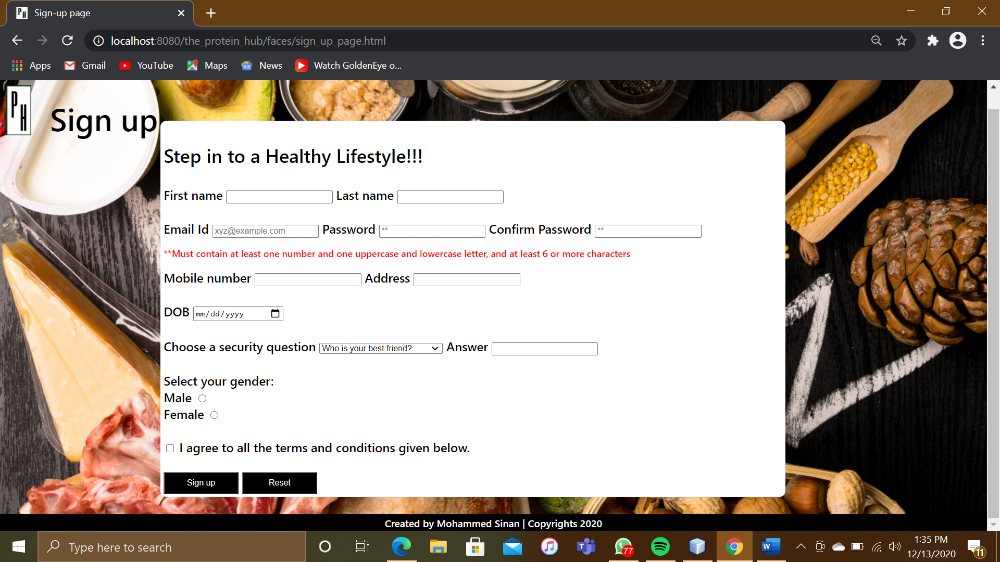 PH Sign-up page
localhost:8080/the_protein_hub/faces/sign_up_page.html
Apps Gmail YouTube Maps News Watch GoldenEye o...
PH
Sign up
Step in to a Healthy Lifestyle!!!
First name Last name
Email Id xyz@example.com Password ** Confirm Password **
**Must contain at least one number and one uppercase and lowercase letter, and at least 6 or more characters
Mobile number Address
DOB mm/dd/yyyy
Choose a security question Who is your best friend? Answer
Select your gender:
Male
Female
I agree to all the terms and conditions given below.
Sign up Reset
Created by Mohammed Sinan | Copyrights 2020
Type here to search
77
1:35 PM
12/13/2020
11